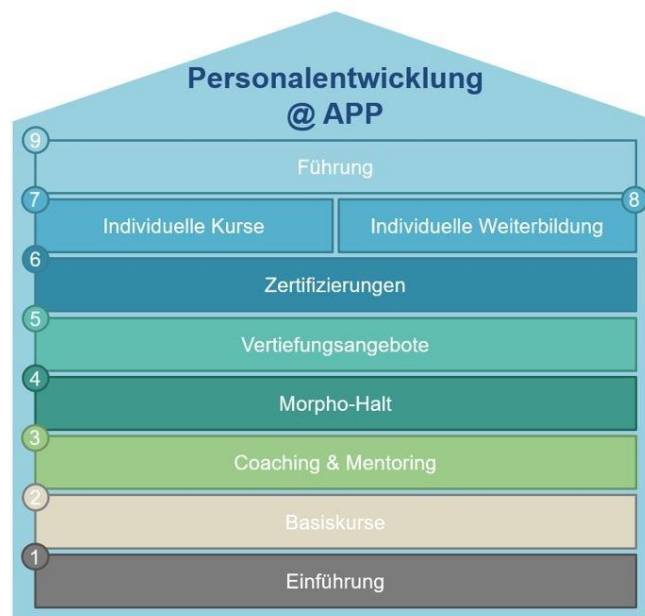 Personalentwicklung
@ APP
9
Führung
7
Individuelle Kurse
Individuelle Weiterbildung
8
6
Zertifizierungen
5
Vertiefungsangebote
4
Morpho-Halt
3
Coaching & Mentoring
2
Basiskurse
1
Einführung